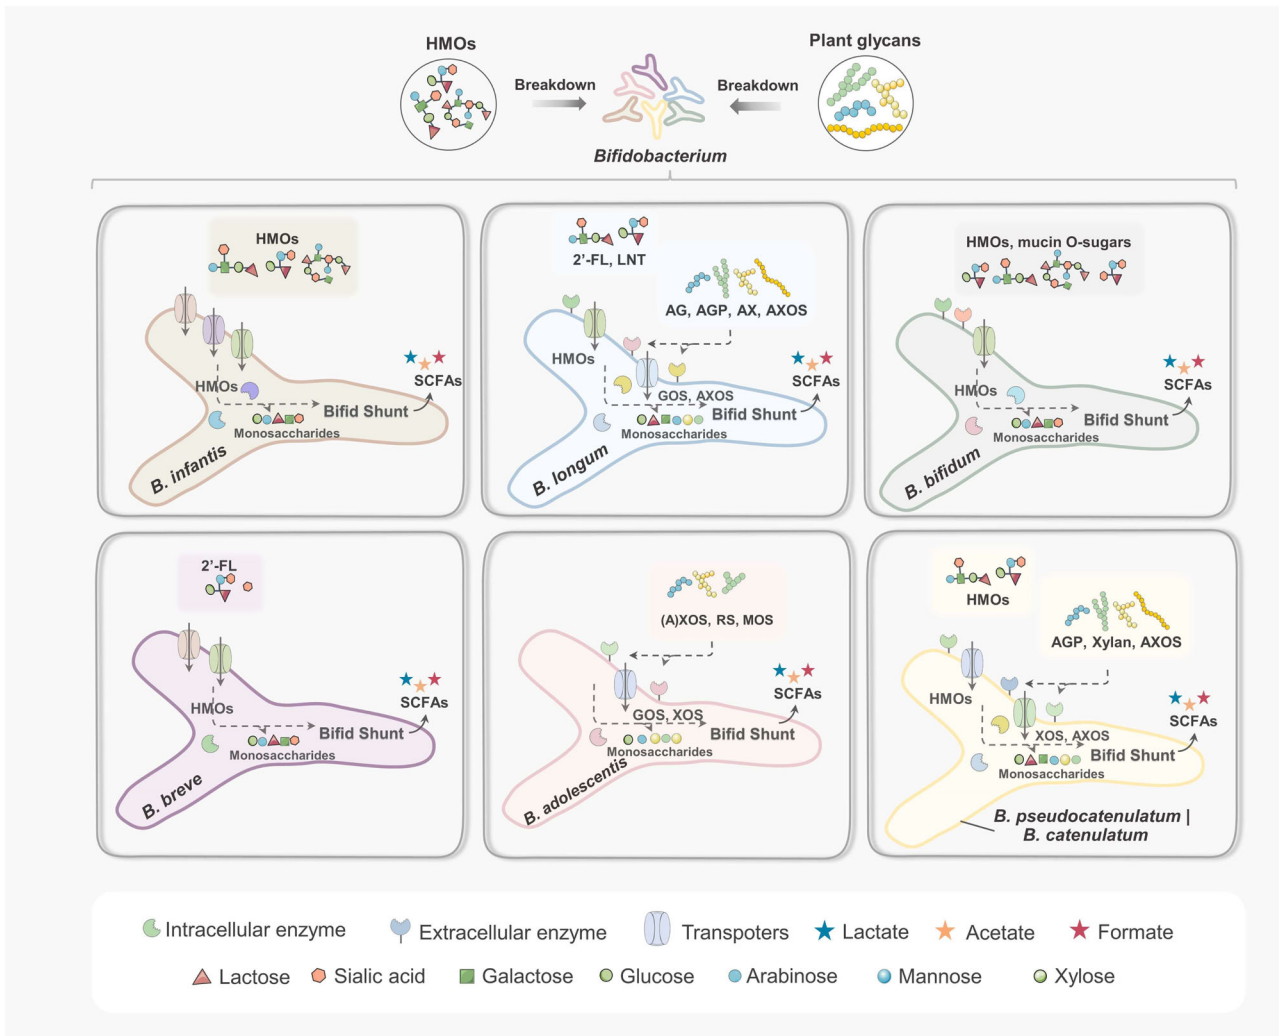 HMOs
Plant glycans
Breakdown
Breakdown
Bifidobacterium
HMOs
HMOs
SCFAs
Bifid Shunt
Monosaccharides
B. infantis
2'-FL, LNT
AG, AGP, AX, AXOS
HMOs
SCFAs
GOS, AXOS
Bifid Shunt
Monosaccharides
B. longum
HMOs, mucin O-sugars
HMOs
SCFAs
Bifid Shunt
Monosaccharides
B. bifidum
2'-FL
HMOs
SCFAs
Bifid Shunt
Monosaccharides
B. breve
(A)XOS, RS, MOS
SCFAs
GOS, XOS
Bifid Shunt
Monosaccharides
B. adolescentis
HMOs
AGP, Xylan, AXOS
HMOs
SCFAs
XOS, AXOS
Bifid Shunt
Monosaccharides
B. pseudocatenulatum |
B. catenulatum
Intracellular enzyme
Extracellular enzyme
Transpoters
Lactate
Acetate
Formate
Lactose
Sialic acid
Galactose
Glucose
Arabinose
Mannose
Xylose